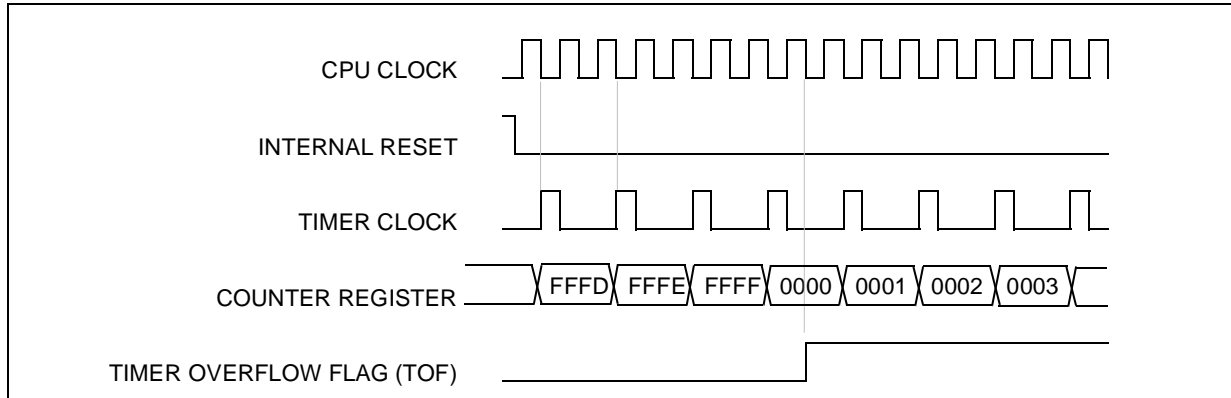 CPU CLOCK
INTERNAL RESET
TIMER CLOCK
COUNTER REGISTER
FFFD FFFE FFFF 0000 0001 0002 0003
TIMER OVERFLOW FLAG (TOF)